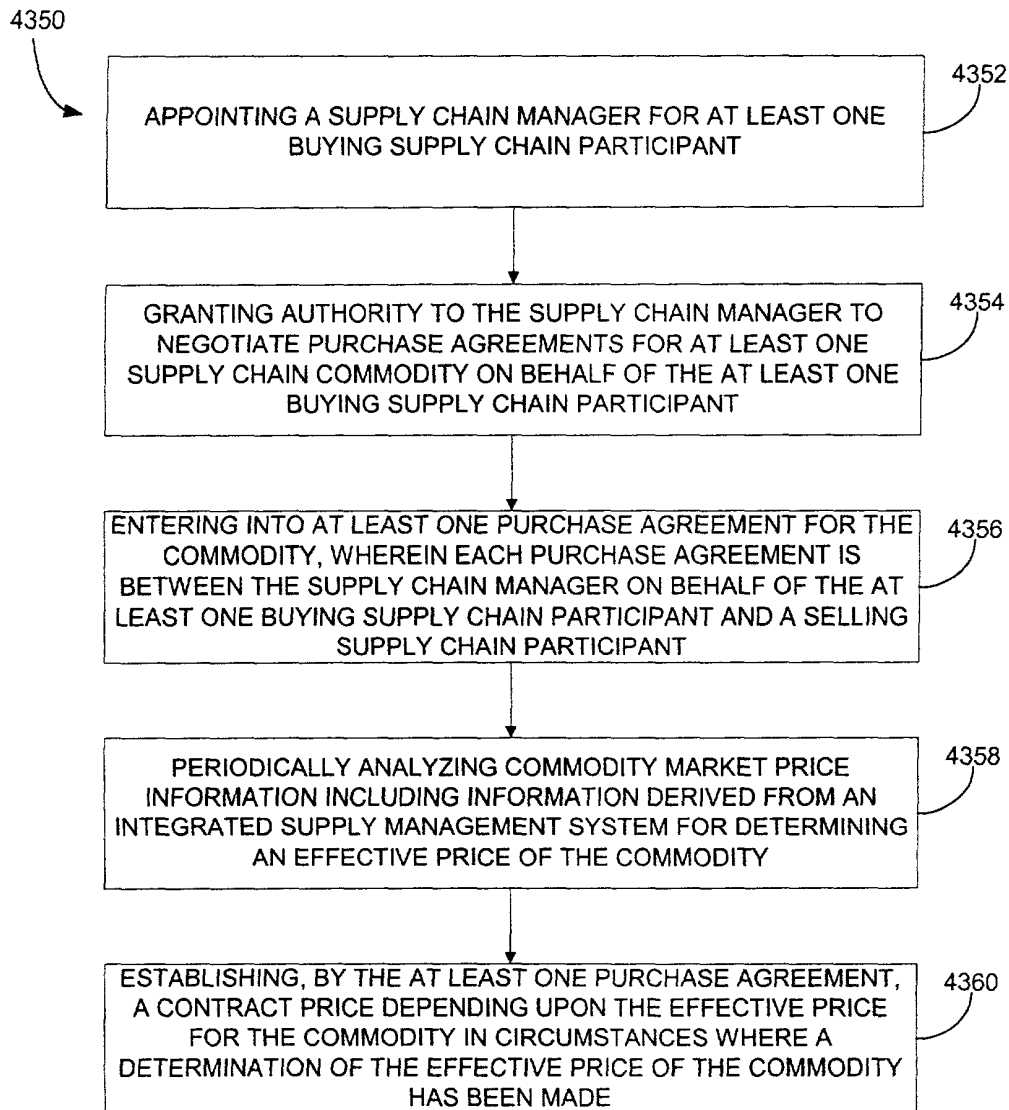 4350
APPOINTING A SUPPLY CHAIN MANAGER FOR AT LEAST ONE
BUYING SUPPLY CHAIN PARTICIPANT
4352
GRANTING AUTHORITY TO THE SUPPLY CHAIN MANAGER TO
NEGOTIATE PURCHASE AGREEMENTS FOR AT LEAST ONE
SUPPLY CHAIN COMMODITY ON BEHALF OF THE AT LEAST ONE
BUYING SUPPLY CHAIN PARTICIPANT
4354
ENTERING INTO AT LEAST ONE PURCHASE AGREEMENT FOR THE
COMMODITY, WHEREIN EACH PURCHASE AGREEMENT IS
BETWEEN THE SUPPLY CHAIN MANAGER ON BEHALF OF THE AT
LEAST ONE BUYING SUPPLY CHAIN PARTICIPANT AND A SELLING
SUPPLY CHAIN PARTICIPANT
4356
PERIODICALLY ANALYZING COMMODITY MARKET PRICE
INFORMATION INCLUDING INFORMATION DERIVED FROM AN
INTEGRATED SUPPLY MANAGEMENT SYSTEM FOR DETERMINING
AN EFFECTIVE PRICE OF THE COMMODITY
4358
ESTABLISHING, BY THE AT LEAST ONE PURCHASE AGREEMENT,
A CONTRACT PRICE DEPENDING UPON THE EFFECTIVE PRICE
FOR THE COMMODITY IN CIRCUMSTANCES WHERE A
DETERMINATION OF THE EFFECTIVE PRICE OF THE COMMODITY
HAS BEEN MADE
4360